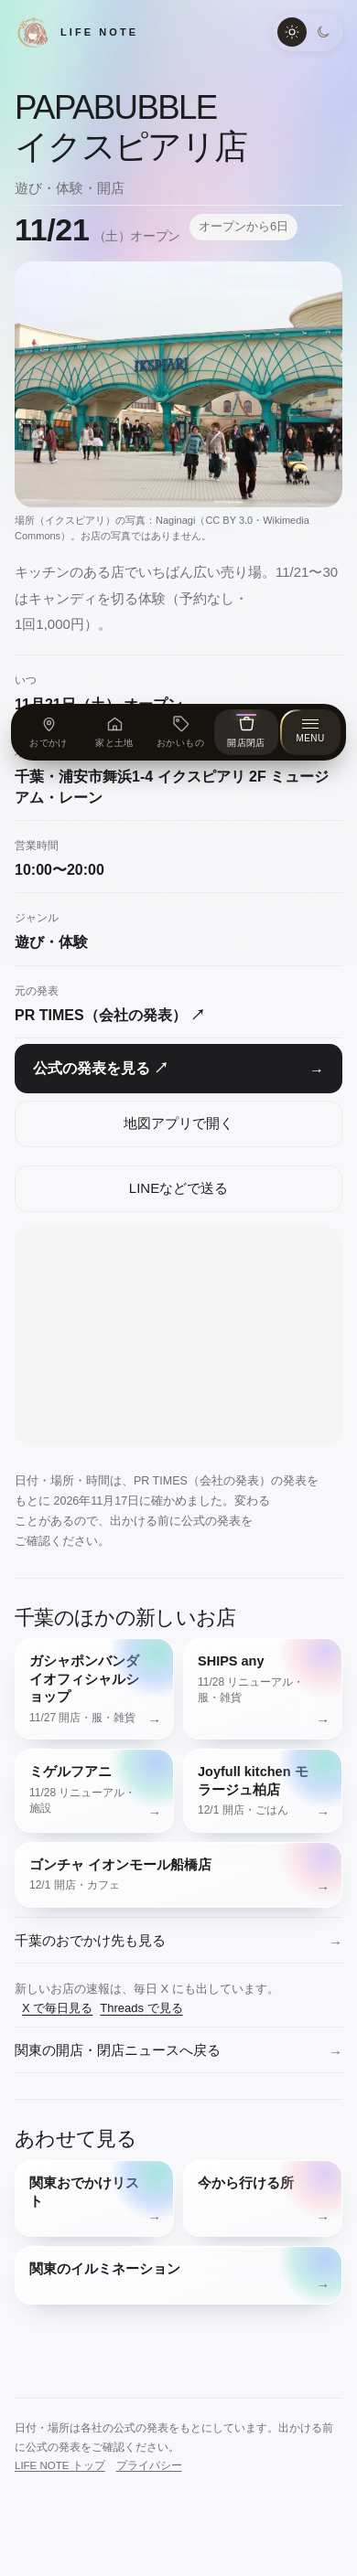 LIFE NOTE
PAPABUBBLE
イクスピアリ店
遊び・体験・開店
11/21（土）オープン オープンから6日
IKSPIARI
場所（イクスピアリ）の写真：Naginagi（CC BY 3.0・Wikimedia
Commons）。お店の写真ではありません。
キッチンのある店でいちばん広い売り場。11/21〜30
はキャンディを切る体験（予約なし・
1回1,000円）。
いつ
11月21日（土）オープン
おでかけ 家と土地 おかいもの 開店閉店 MENU
千葉・浦安市舞浜1-4 イクスピアリ 2F ミュージ
アム・レーン
営業時間
10:00〜20:00
ジャンル
遊び・体験
元の発表
PR TIMES（会社の発表） ↗
公式の発表を見る ↗ →
地図アプリで開く
LINEなどで送る
日付・場所・時間は、PR TIMES（会社の発表）の発表を
もとに 2026年11月17日に確かめました。変わる
ことがあるので、出かける前に公式の発表を
ご確認ください。
千葉のほかの新しいお店
ガシャポンバンダ
イオフィシャルシ
ョップ
11/27 開店・服・雑貨 →
SHIPS any
11/28 リニューアル・
服・雑貨
→
ミゲルフアニ
11/28 リニューアル・
施設 →
Joyfull kitchen モ
ラージュ柏店
12/1 開店・ごはん →
ゴンチャ イオンモール船橋店
12/1 開店・カフェ →
千葉のおでかけ先も見る →
新しいお店の速報は、毎日 X にも出しています。
X で毎日見る Threads で見る
関東の開店・閉店ニュースへ戻る →
あわせて見る
関東おでかけリス
ト
→
今から行ける所
→
関東のイルミネーション
→
日付・場所は各社の公式の発表をもとにしています。出かける前
に公式の発表をご確認ください。
LIFE NOTE トップ プライバシー